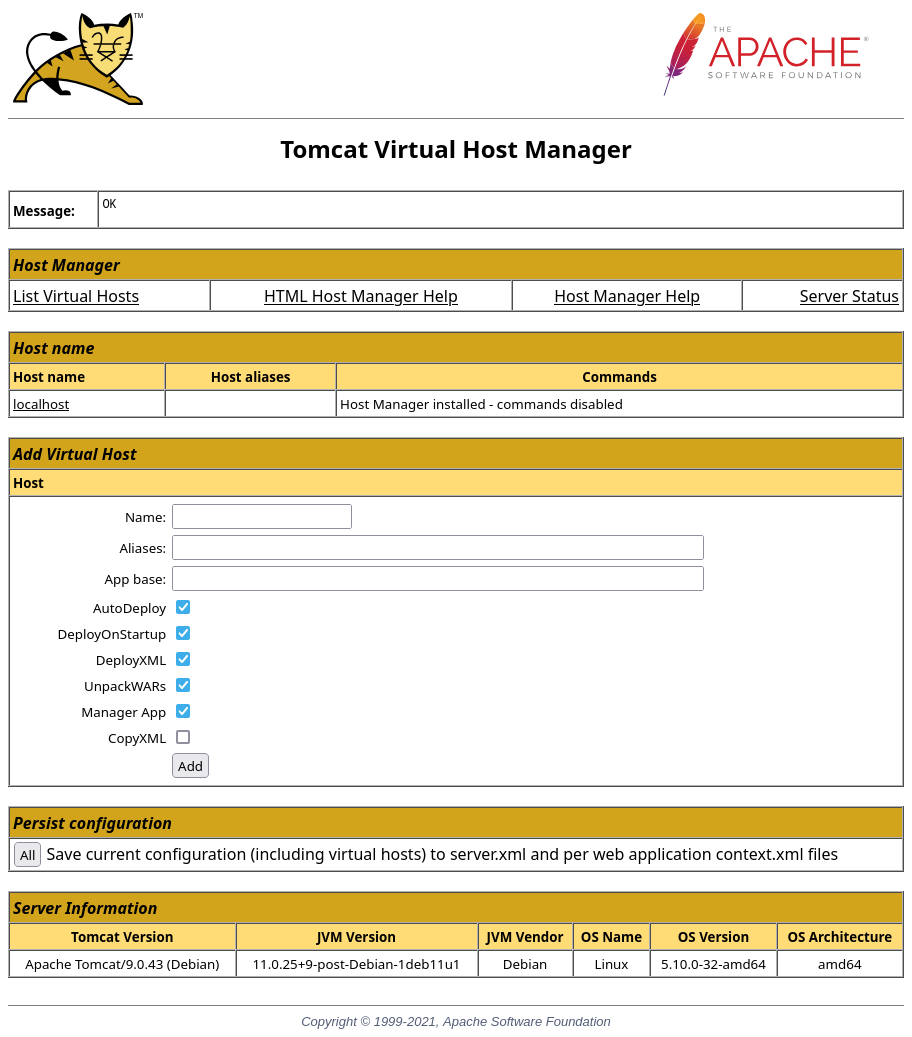 TM
THE
APACHE®
SOFTWARE FOUNDATION
Tomcat Virtual Host Manager
Message: OK
Host Manager
List Virtual Hosts HTML Host Manager Help Host Manager Help Server Status
Host name
Host name Host aliases Commands
localhost Host Manager installed - commands disabled
Add Virtual Host
Host
Name:
Aliases:
App base:
AutoDeploy
DeployOnStartup
DeployXML
UnpackWARs
Manager App
CopyXML
Add
Persist configuration
All Save current configuration (including virtual hosts) to server.xml and per web application context.xml files
Server Information
Tomcat Version JVM Version JVM Vendor OS Name OS Version OS Architecture
Apache Tomcat/9.0.43 (Debian) 11.0.25+9-post-Debian-1deb11u1 Debian Linux 5.10.0-32-amd64 amd64
Copyright © 1999-2021, Apache Software Foundation